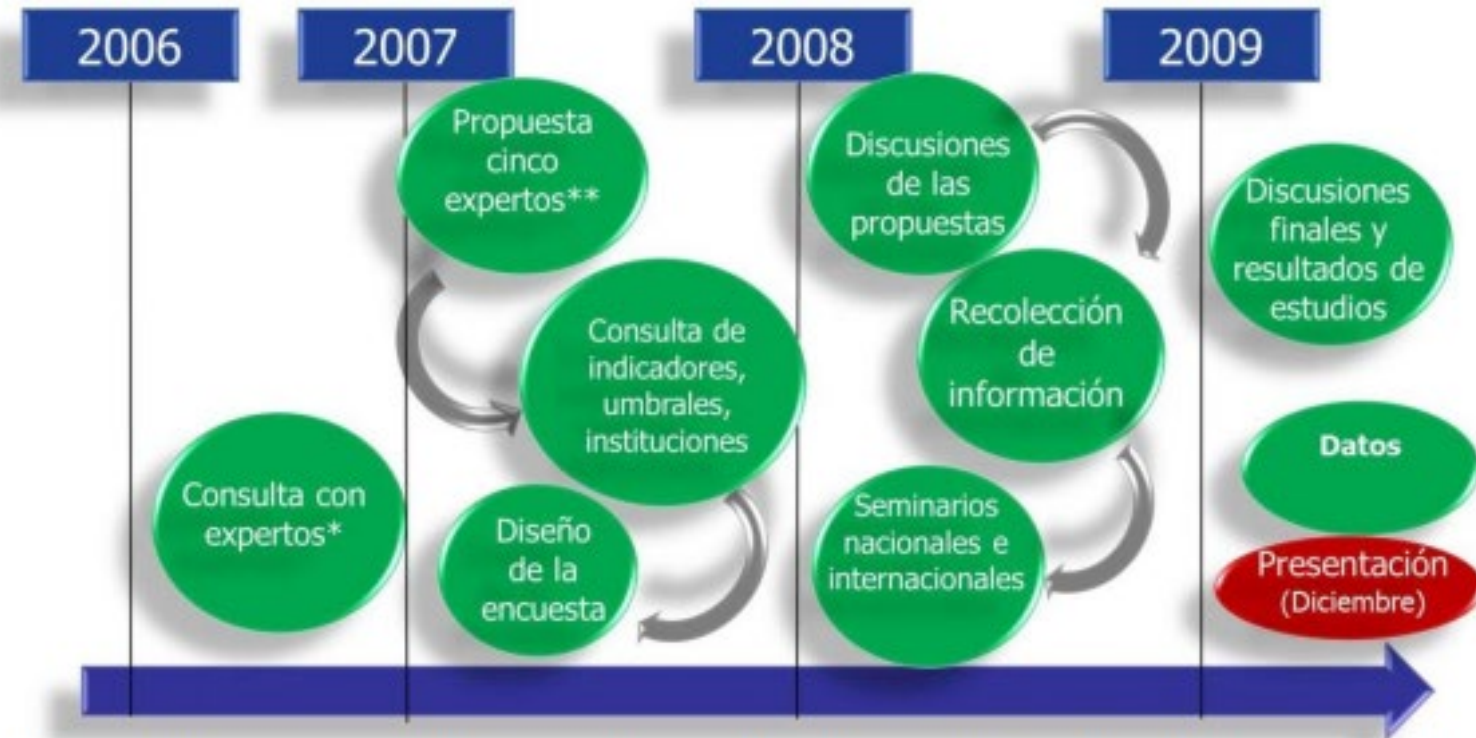 2006
2007
2008
2009
Consulta con
expertos*
Propuesta
cinco
expertos**
Consulta de
indicadores,
umbrales,
instituciones
Diseño
de la
encuesta
Discusiones
de las
propuestas
Recolección
de
información
Seminarios
nacionales e
internacionales
Discusiones
finales y
resultados de
estudios
Datos
Presentación
(Diciembre)